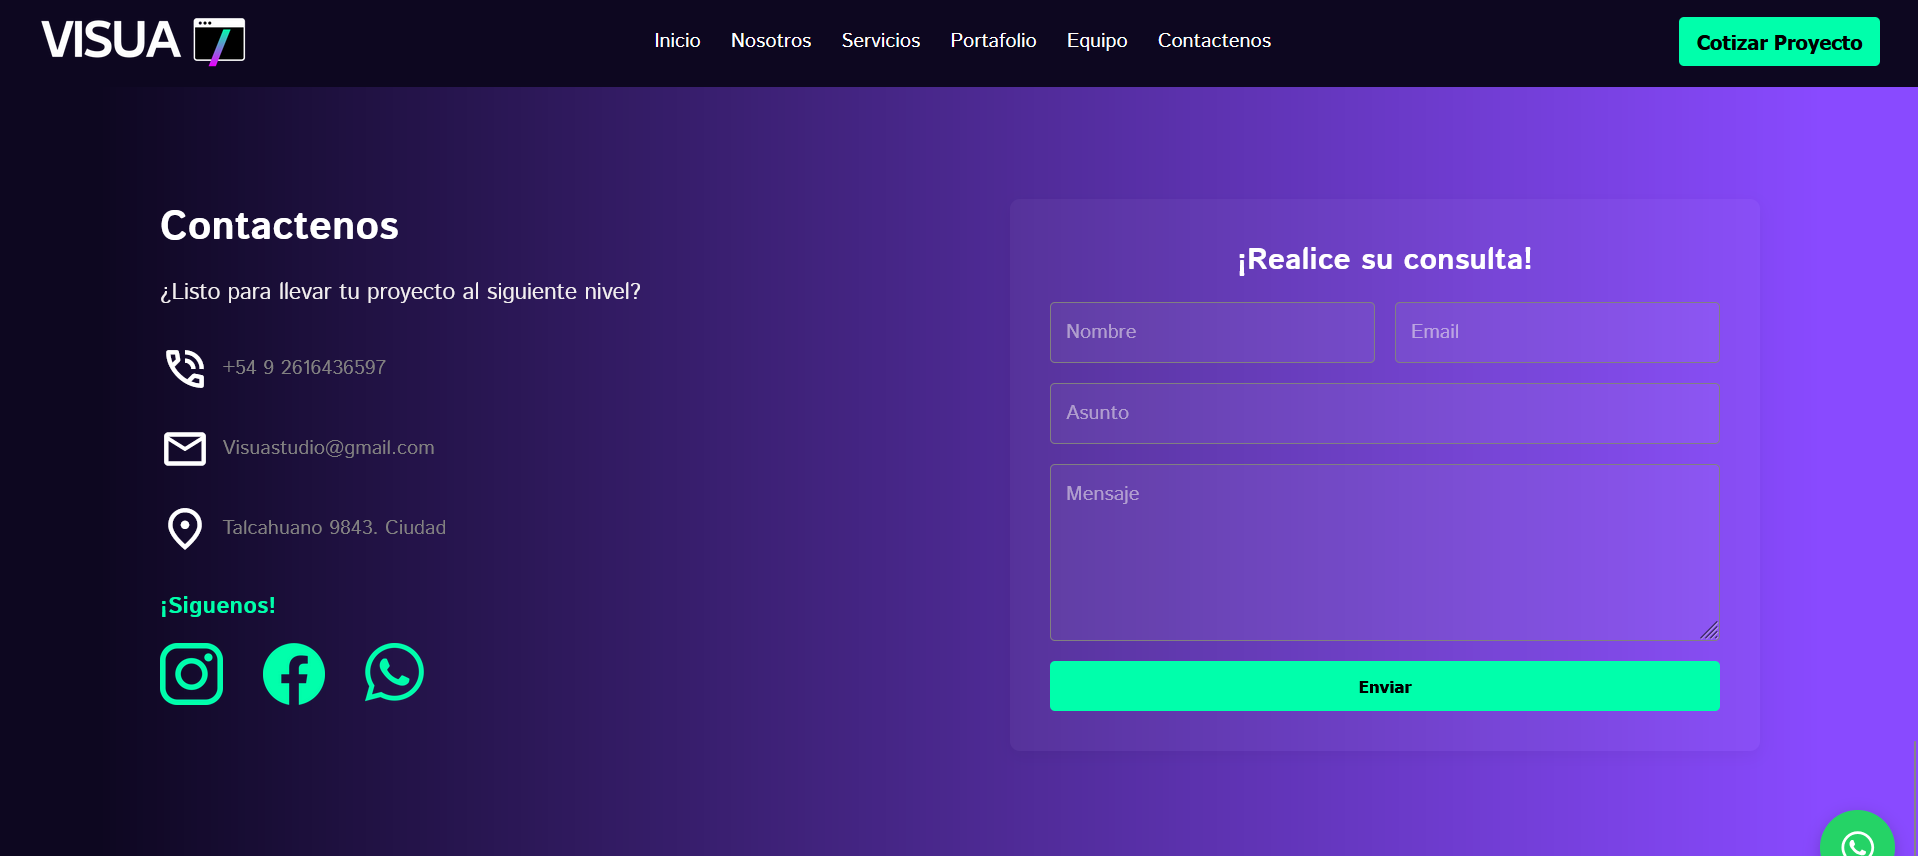 VISUA
Inicio Nosotros Servicios Portafolio Equipo Contactenos
Cotizar Proyecto
Contactenos
¿Listo para llevar tu proyecto al siguiente nivel?
+54 9 2616436597
Visuastudio@gmail.com
Talcahuano 9843. Ciudad
¡Siguenos!
¡Realice su consulta!
Nombre Email
Asunto
Mensaje
Enviar